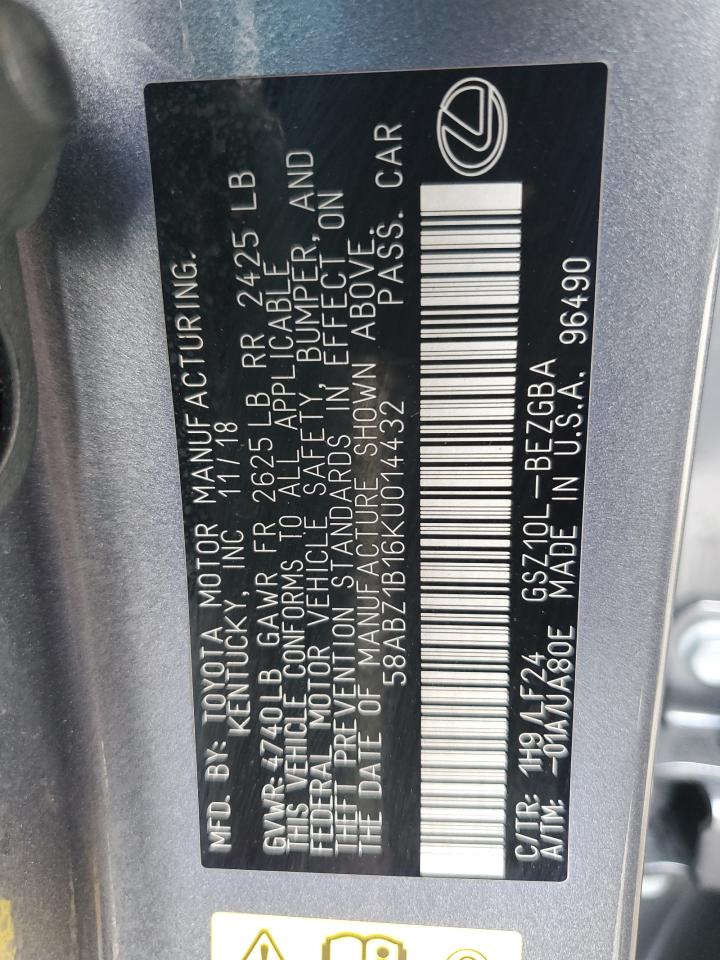 MFD. BY: TOYOTA MOTOR MANUFACTURING.
KENTUCKY, INC 11/18
GVWR: 4740LB GAWR FR 2625LB RR 2425 LB
THIS VEHICLE CONFORMS TO ALL APPLICABLE
FEDERAL MOTOR VEHICLE SAFETY, BUMPER, AND
THEFT PREVENTION STANDARDS IN EFFECT ON
THE DATE OF MANUFACTURE SHOWN ABOVE.
58ABZ1B16KU014432 PASS. CAR
C/TR: 1H9/LF24 GSZ10L-BEZGBA
A/TM: -01A/UA80E MADE IN U.S.A. 96490